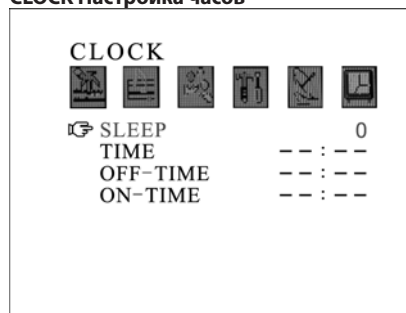 CLOCK Настройка часов
CLOCK
SLEEP 0
TIME --:--
OFF-TIME --:--
ON-TIME --:--